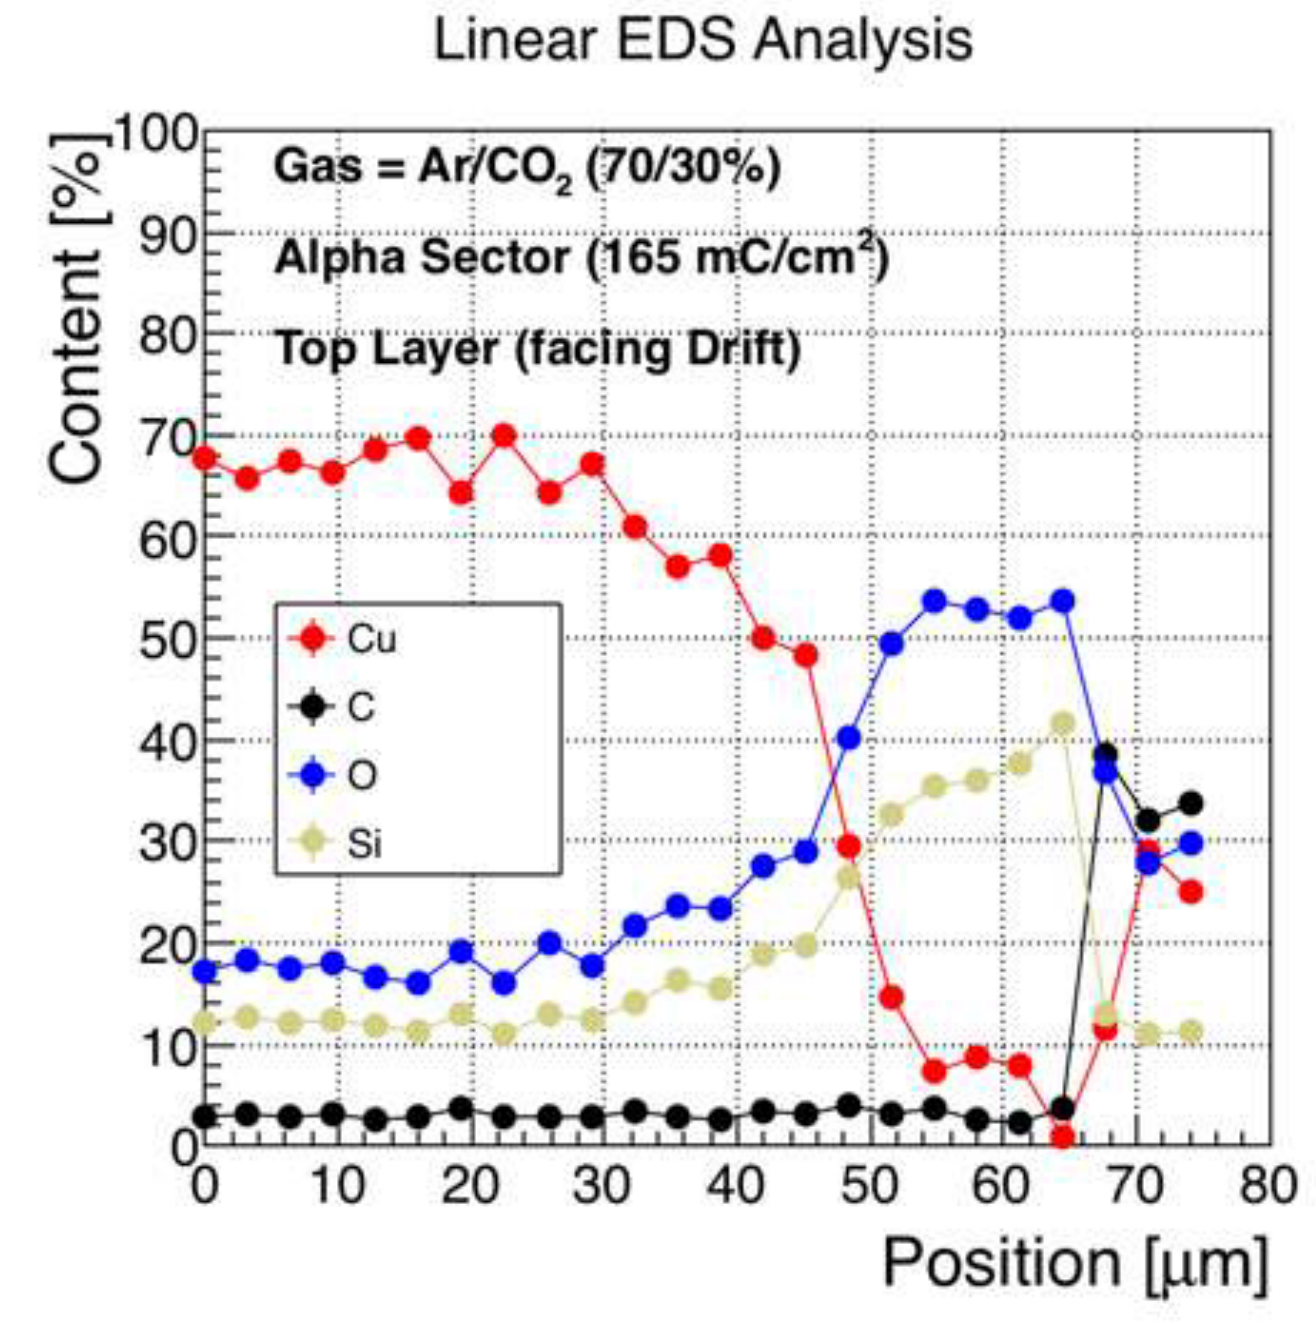 Linear EDS Analysis
Content [%]
100
90
80
70
60
50
40
30
20
10
0
Gas = Ar/CO₂ (70/30%)
Alpha Sector (165 mC/cm²)
Top Layer (facing Drift)
Cu
C
O
Si
0 10 20 30 40 50 60 70 80
Position [μm]